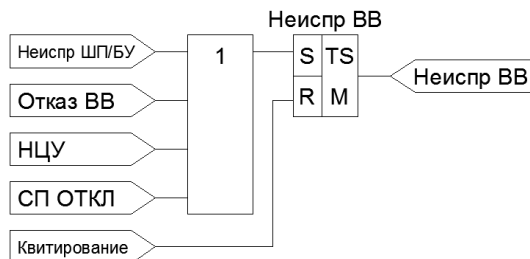 Неиспр ВВ
Неиспр ШП/БУ
1
S TS
Неиспр ВВ
Отказ ВВ
R M
НЦУ
СП ОТКЛ
Квитирование